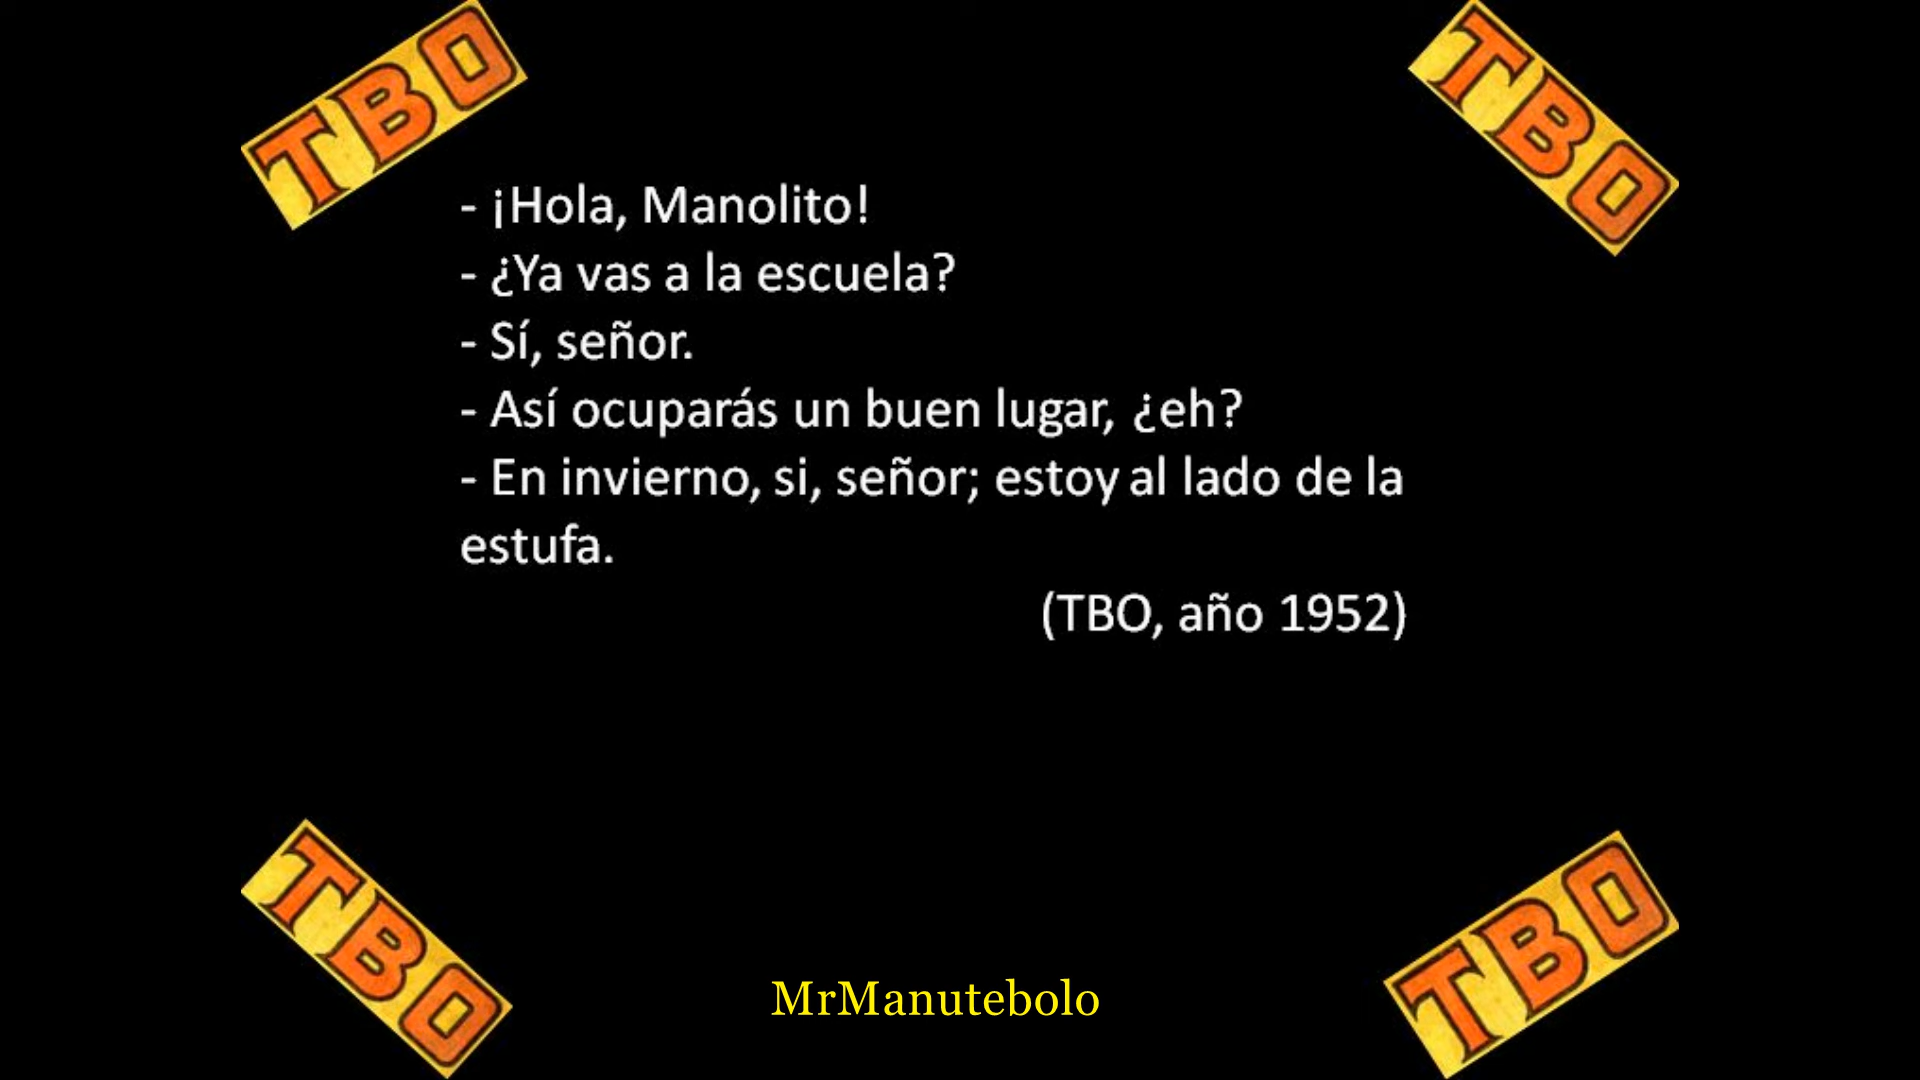 TBO
TBO
- ¡Hola, Manolito!
- ¿Ya vas a la escuela?
- Sí, señor.
- Así ocuparás un buen lugar, ¿eh?
- En invierno, si, señor; estoy al lado de la
estufa.
(TBO, año 1952)
TBO
TBO
MrManutebolo